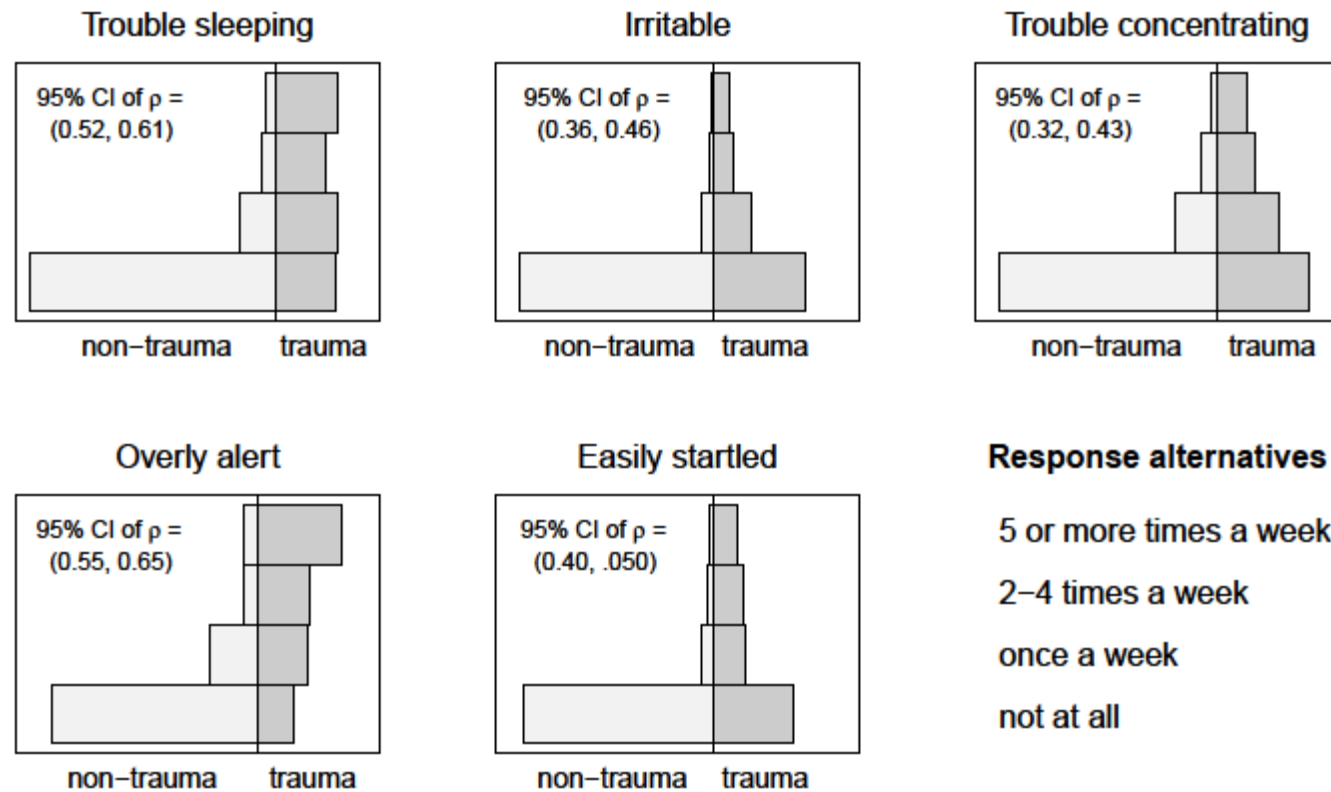 Trouble sleeping
95% CI of ρ =
(0.52, 0.61)
non−trauma trauma
Irritable
95% CI of ρ =
(0.36, 0.46)
non−trauma trauma
Trouble concentrating
95% CI of ρ =
(0.32, 0.43)
non−trauma trauma
Overly alert
95% CI of ρ =
(0.55, 0.65)
non−trauma trauma
Easily startled
95% CI of ρ =
(0.40, .050)
non−trauma trauma
Response alternatives
5 or more times a week
2−4 times a week
once a week
not at all